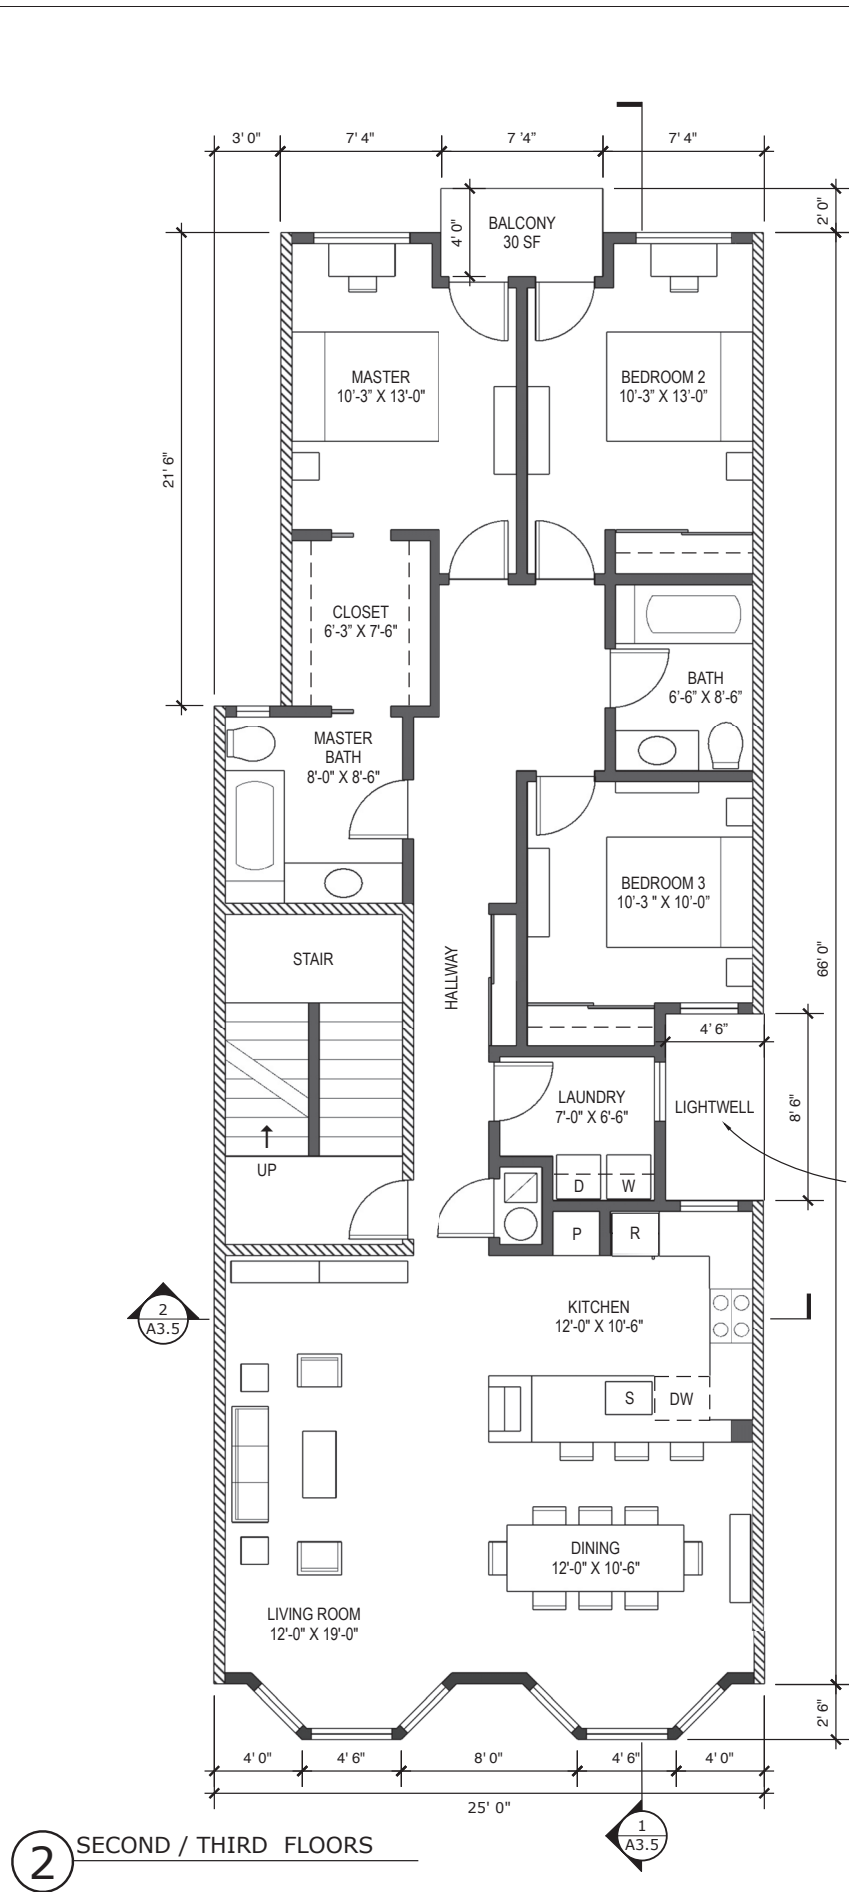 3' 0"
7' 4"
7 '4”
7' 4"
2' 0"
4' 0"
BALCONY
30 SF
21' 6"
MASTER
10'-3” X 13'-0"
BEDROOM 2
10'-3” X 13'-0”
CLOSET
6'-3” X 7'-6"
BATH
6'-6” X 8'-6”
MASTER
BATH
8'-0" X 8'-6"
BEDROOM 3
10'-3 " X 10'-0”
STAIR
HALLWAY
66' 0"
4' 6”
LAUNDRY
7'-0" X 6'-6"
LIGHTWELL
8' 6"
UP
D
W
P
R
2
A3.5
KITCHEN
12'-0" X 10'-6"
S
DW
DINING
12'-0" X 10'-6"
LIVING ROOM
12'-0" X 19'-0"
2' 6"
4' 0"
4' 6"
8' 0"
4' 6"
4' 0"
25' 0"
1
A3.5
2
SECOND / THIRD FLOORS